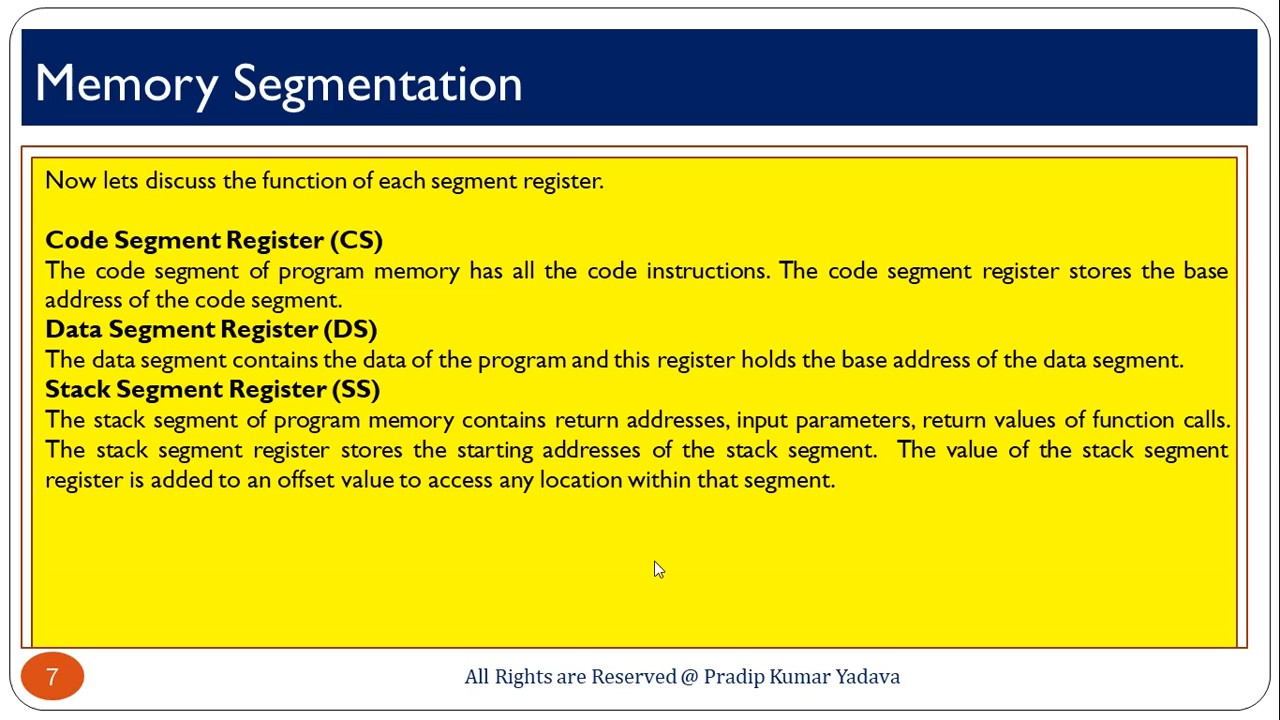 Memory Segmentation
Now lets discuss the function of each segment register.
Code Segment Register (CS)
The code segment of program memory has all the code instructions. The code segment register stores the base
address of the code segment.
Data Segment Register (DS)
The data segment contains the data of the program and this register holds the base address of the data segment.
Stack Segment Register (SS)
The stack segment of program memory contains return addresses, input parameters, return values of function calls.
The stack segment register stores the starting addresses of the stack segment. The value of the stack segment
register is added to an offset value to access any location within that segment.
7
All Rights are Reserved @ Pradip Kumar Yadava